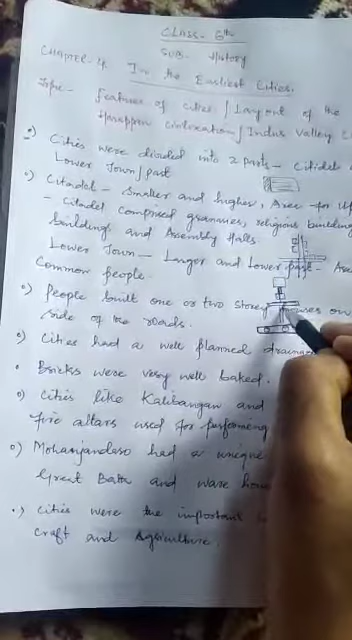 CLASS- 6th
SUB- History
CHAPTER-4 In the Earliest Cities.
Topic- Features of cities / Layout of the
Harappan civilization / Indus Valley
Cities were divided into 2 parts - Citidel
Lower Town/part
Citadel - Smaller and higher, Area for
- Citadel comprised granaries, religious building
buildings and Assembly Halls.
Lower Town - Larger and Lower part -
Common people.
People built one or two storey houses on
side of the roads.
Cities had a well planned drainage
Bricks were very well baked.
Cities like Kalibangan and
fire altars used for performing
Mohanjandaro had a unique
Great Bath and ware
Cities were the important
Craft and Agriculture.